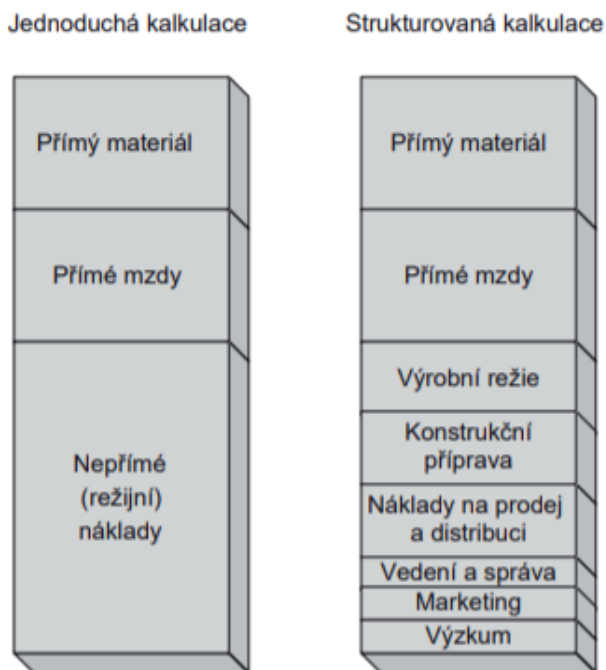 Jednoduchá kalkulace
Přímý materiál
Přímé mzdy
Nepřímé
(režijní)
náklady
Strukturovaná kalkulace
Přímý materiál
Přímé mzdy
Výrobní režie
Konstrukční
příprava
Náklady na prodej
a distribuci
Vedení a správa
Marketing
Výzkum